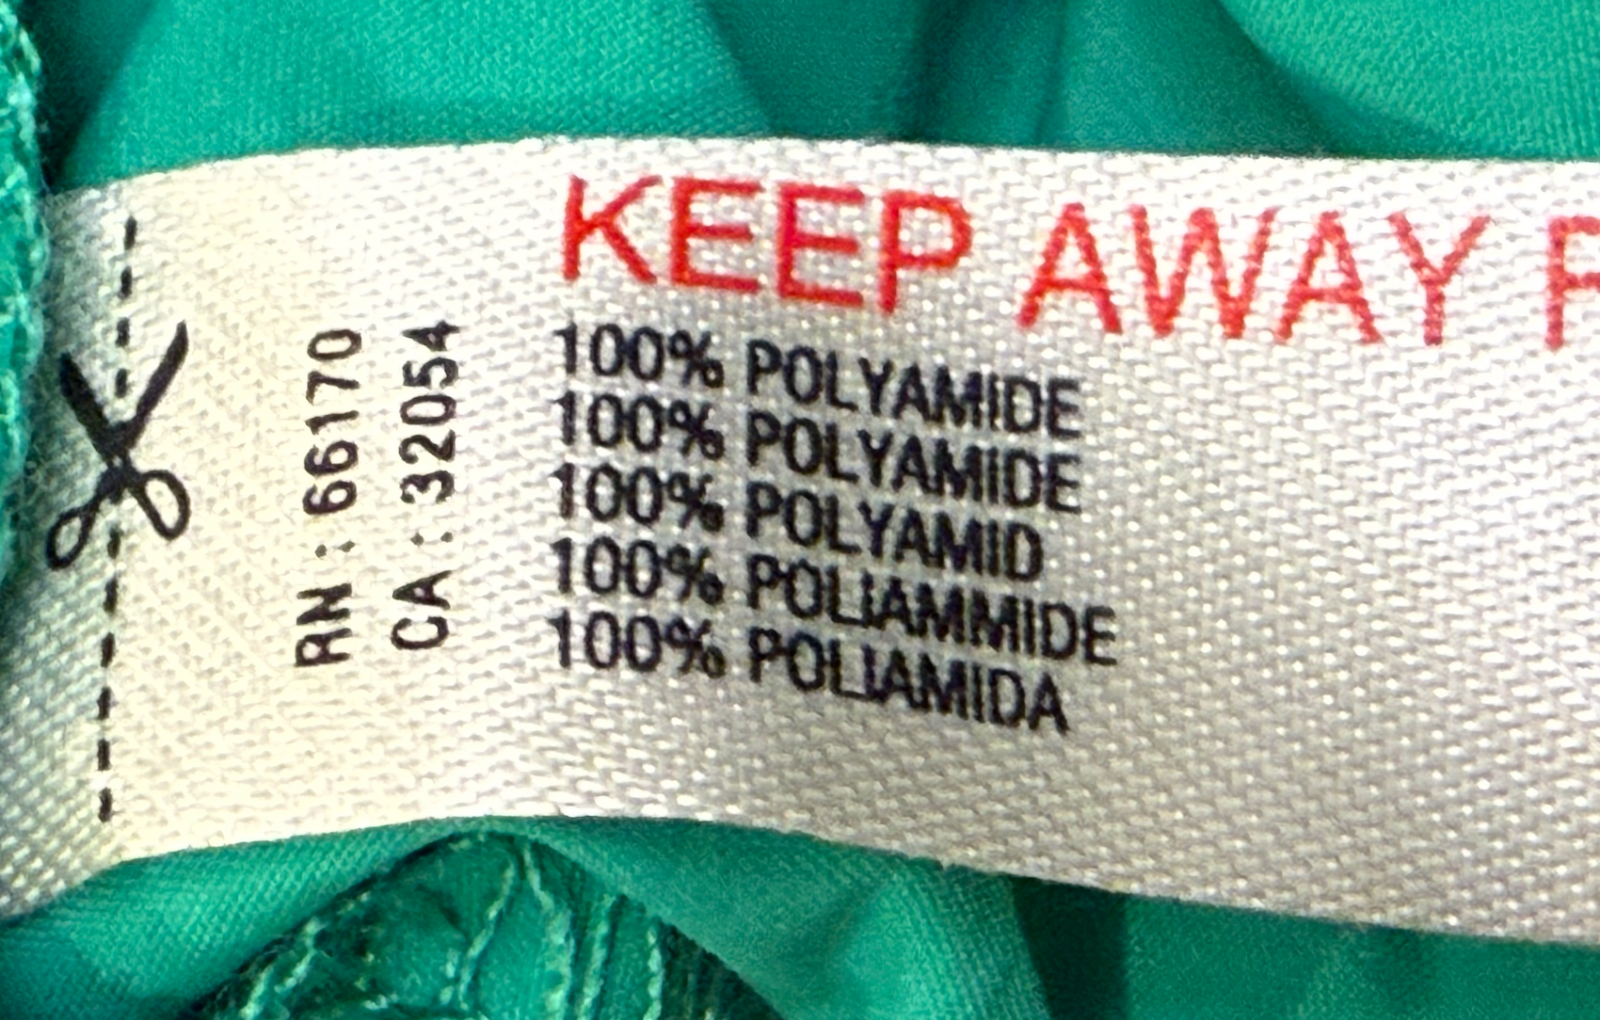 RN : 66170
CA : 32054
KEEP AWAY
100% POLYAMIDE
100% POLYAMIDE
100% POLYAMID
100% POLIAMMIDE
100% POLIAMIDA